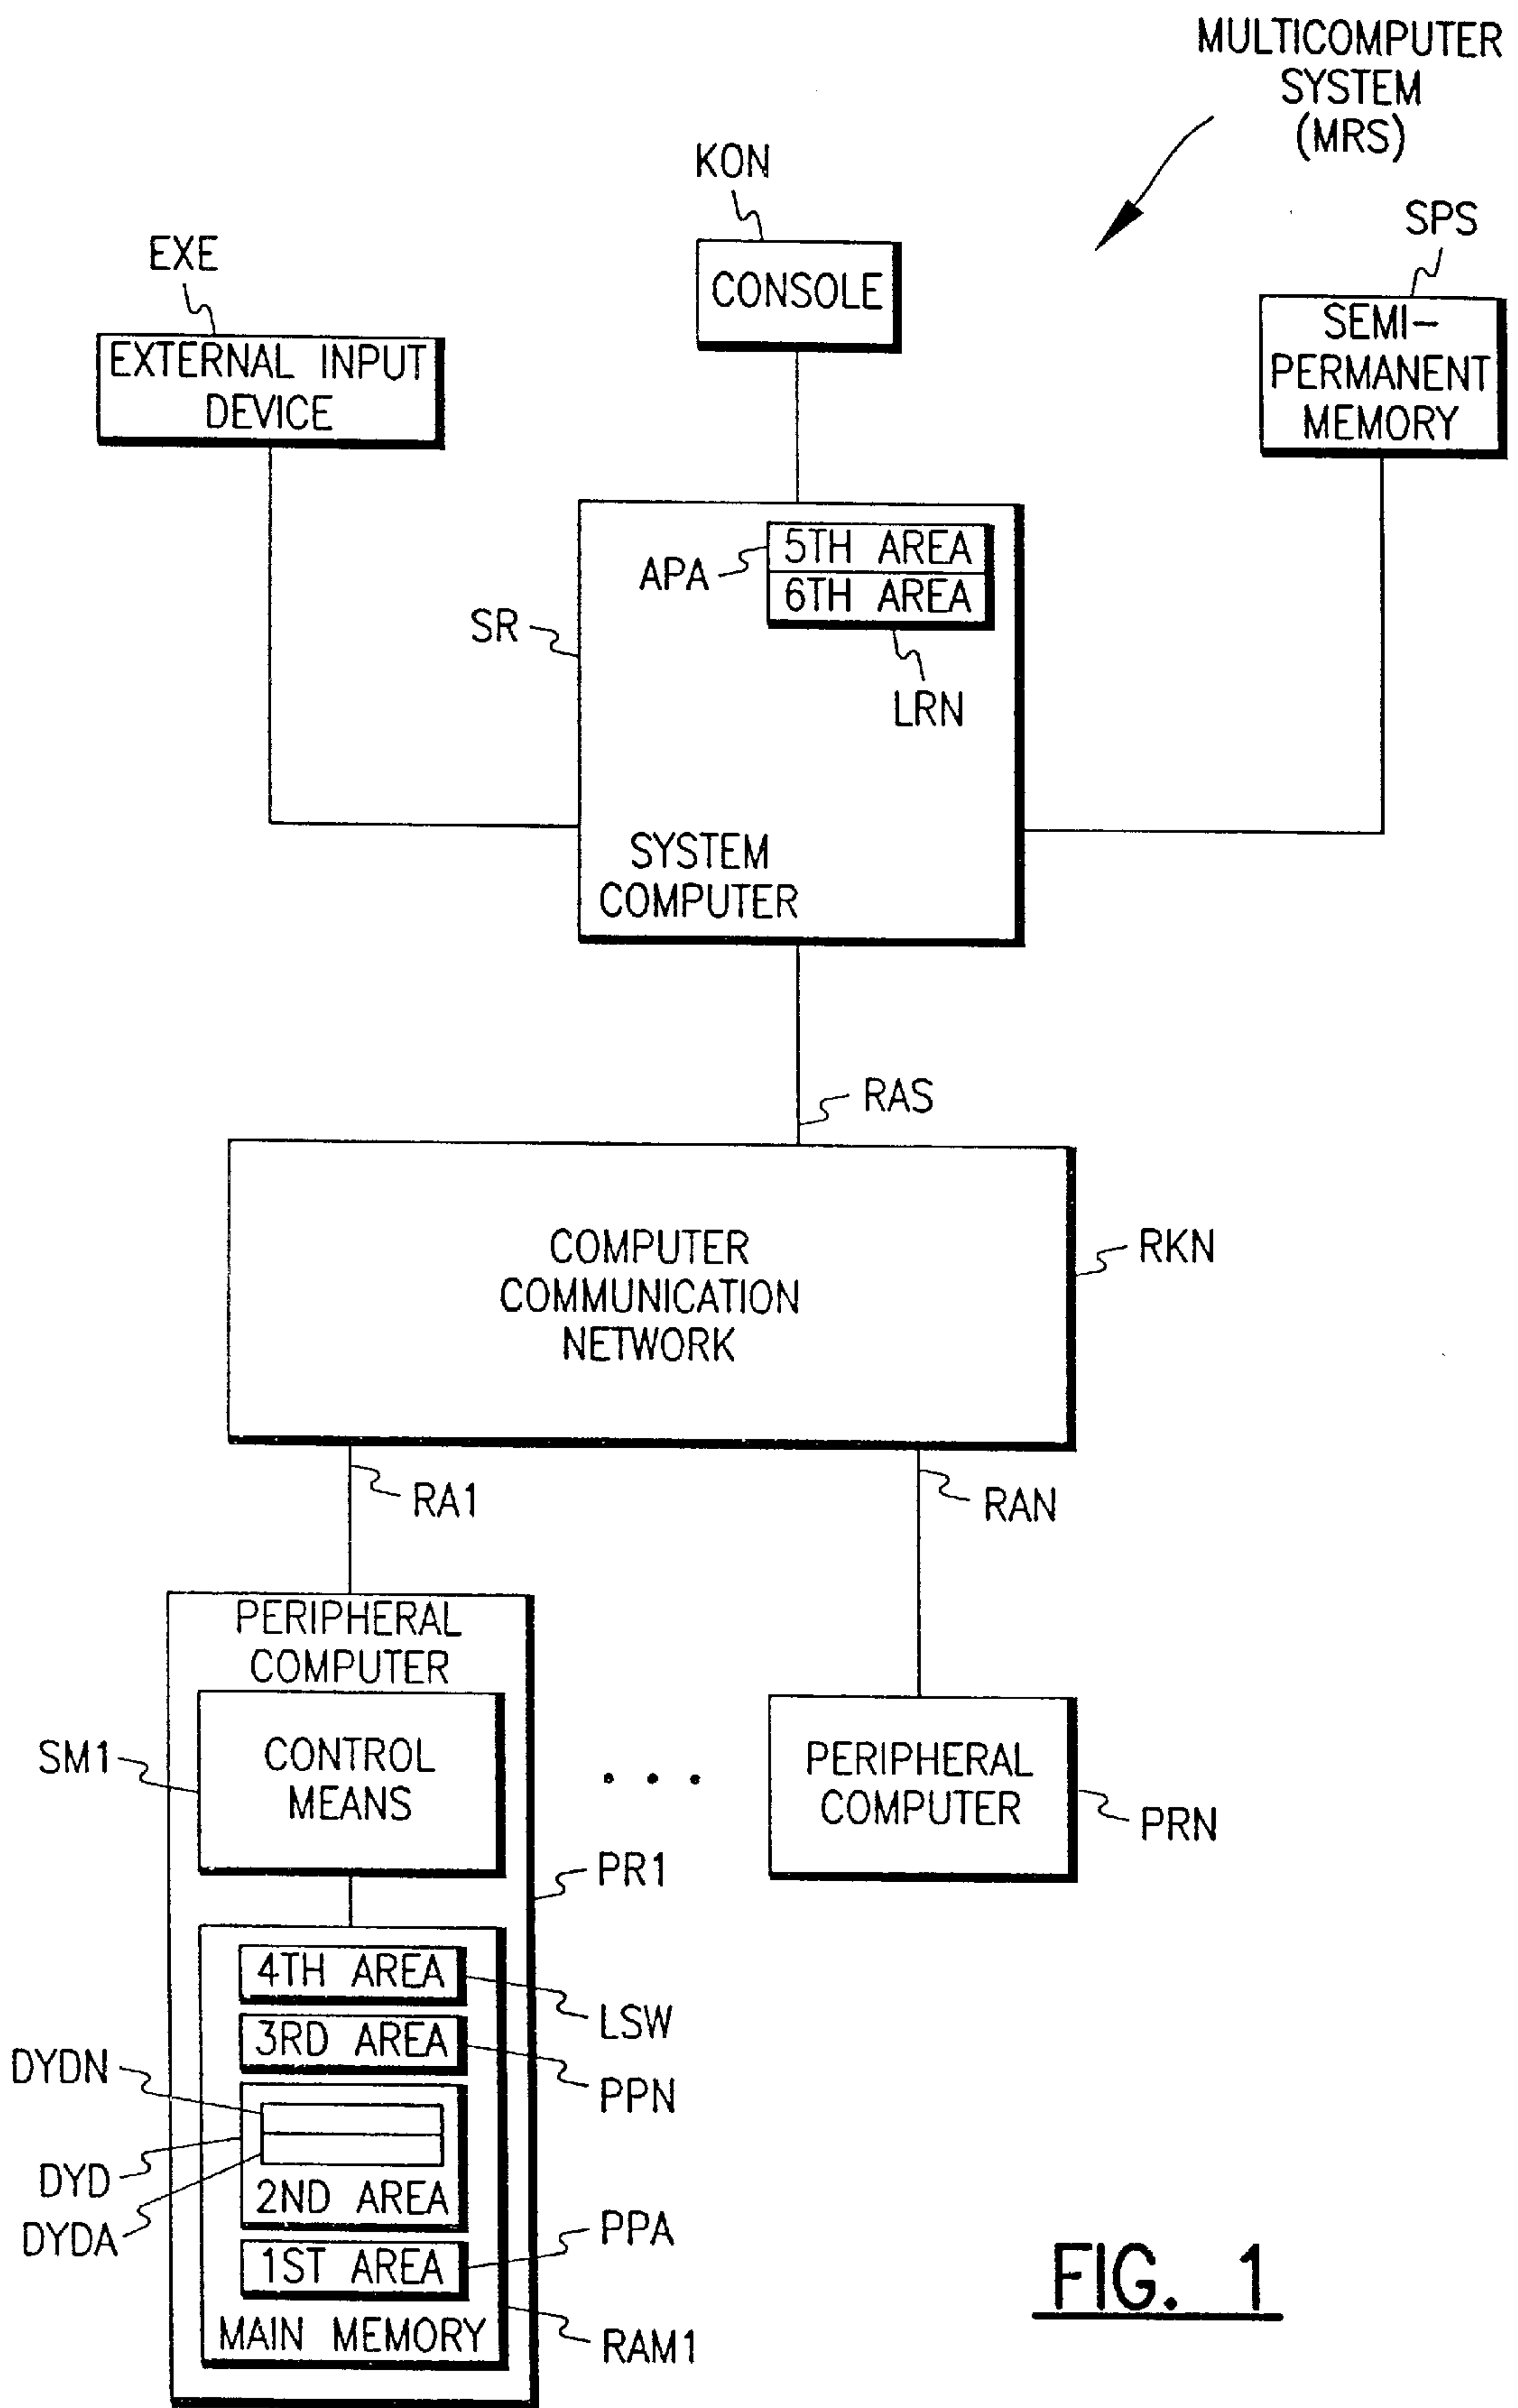 MULTICOMPUTER
SYSTEM
(MRS)
KON
SPS
EXE
CONSOLE
SEMI-
PERMANENT
MEMORY
EXTERNAL INPUT
DEVICE
5TH AREA
APA
6TH AREA
SR
LRN
SYSTEM
COMPUTER
RAS
COMPUTER
COMMUNICATION
NETWORK
RKN
RA1
RAN
PERIPHERAL
COMPUTER
SM1
CONTROL
MEANS
• • •
PERIPHERAL
COMPUTER
PRN
PR1
4TH AREA
LSW
3RD AREA
DYDN
PPN
DYD
2ND AREA
DYDA
PPA
1ST AREA
MAIN MEMORY
RAM1
FIG. 1